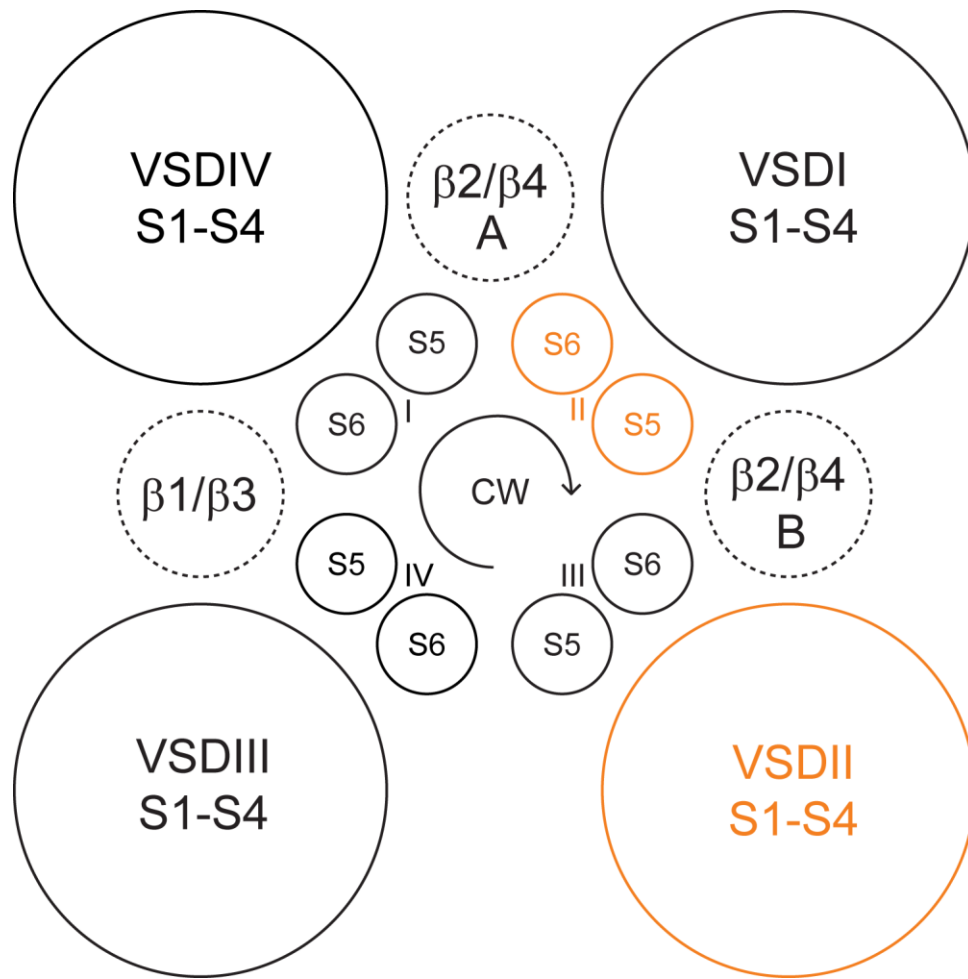 VSDIV
S1-S4
β2/β4
A
VSDI
S1-S4
S5
S6
S6
I
II
S5
β1/β3
CW
β2/β4
B
S5
IV
III
S6
S6
S5
VSDIII
S1-S4
VSDII
S1-S4